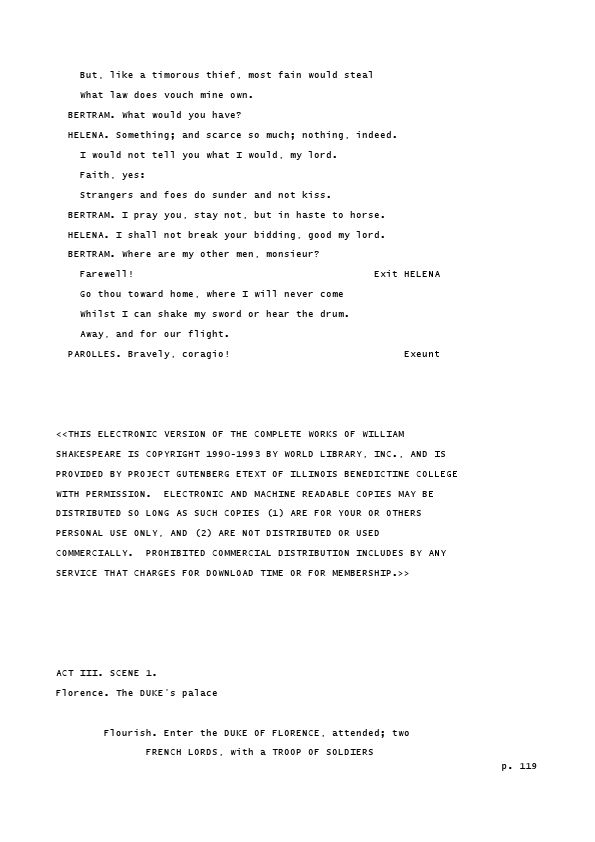 But, like a timorous thief, most fain would steal
What law does vouch mine own.
BERTRAM. What would you have?
HELENA. Something; and scarce so much; nothing, indeed.
I would not tell you what I would, my lord.
Faith, yes:
Strangers and foes do sunder and not kiss.
BERTRAM. I pray you, stay not, but in haste to horse.
HELENA. I shall not break your bidding, good my lord.
BERTRAM. Where are my other men, monsieur?
Farewell! Exit HELENA
Go thou toward home, where I will never come
Whilst I can shake my sword or hear the drum.
Away, and for our flight.
PAROLLES. Bravely, coragio! Exeunt
<<THIS ELECTRONIC VERSION OF THE COMPLETE WORKS OF WILLIAM
SHAKESPEARE IS COPYRIGHT 1990-1993 BY WORLD LIBRARY, INC., AND IS
PROVIDED BY PROJECT GUTENBERG ETEXT OF ILLINOIS BENEDICTINE COLLEGE
WITH PERMISSION. ELECTRONIC AND MACHINE READABLE COPIES MAY BE
DISTRIBUTED SO LONG AS SUCH COPIES (1) ARE FOR YOUR OR OTHERS
PERSONAL USE ONLY, AND (2) ARE NOT DISTRIBUTED OR USED
COMMERCIALLY. PROHIBITED COMMERCIAL DISTRIBUTION INCLUDES BY ANY
SERVICE THAT CHARGES FOR DOWNLOAD TIME OR FOR MEMBERSHIP.>>
ACT III. SCENE 1.
Florence. The DUKE's palace
Flourish. Enter the DUKE OF FLORENCE, attended; two
FRENCH LORDS, with a TROOP OF SOLDIERS
p. 119